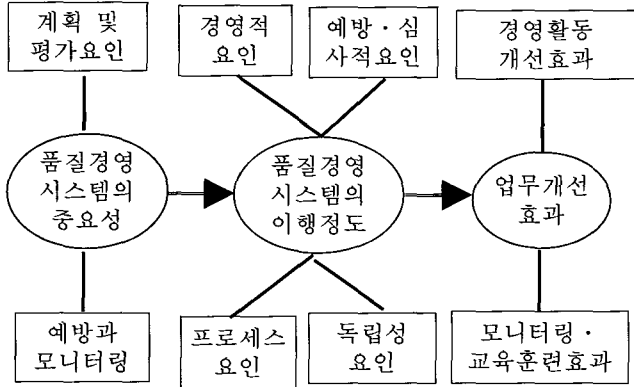 계획 및
평가요인
경영적
요인
예방·심
사적요인
경영활동
개선효과
품질경영
시스템의
중요성
품질경영
시스템의
이행정도
업무개선
효과
예방과
모니터링
프로세스
요인
독립성
요인
모니터링·
교육훈련효과